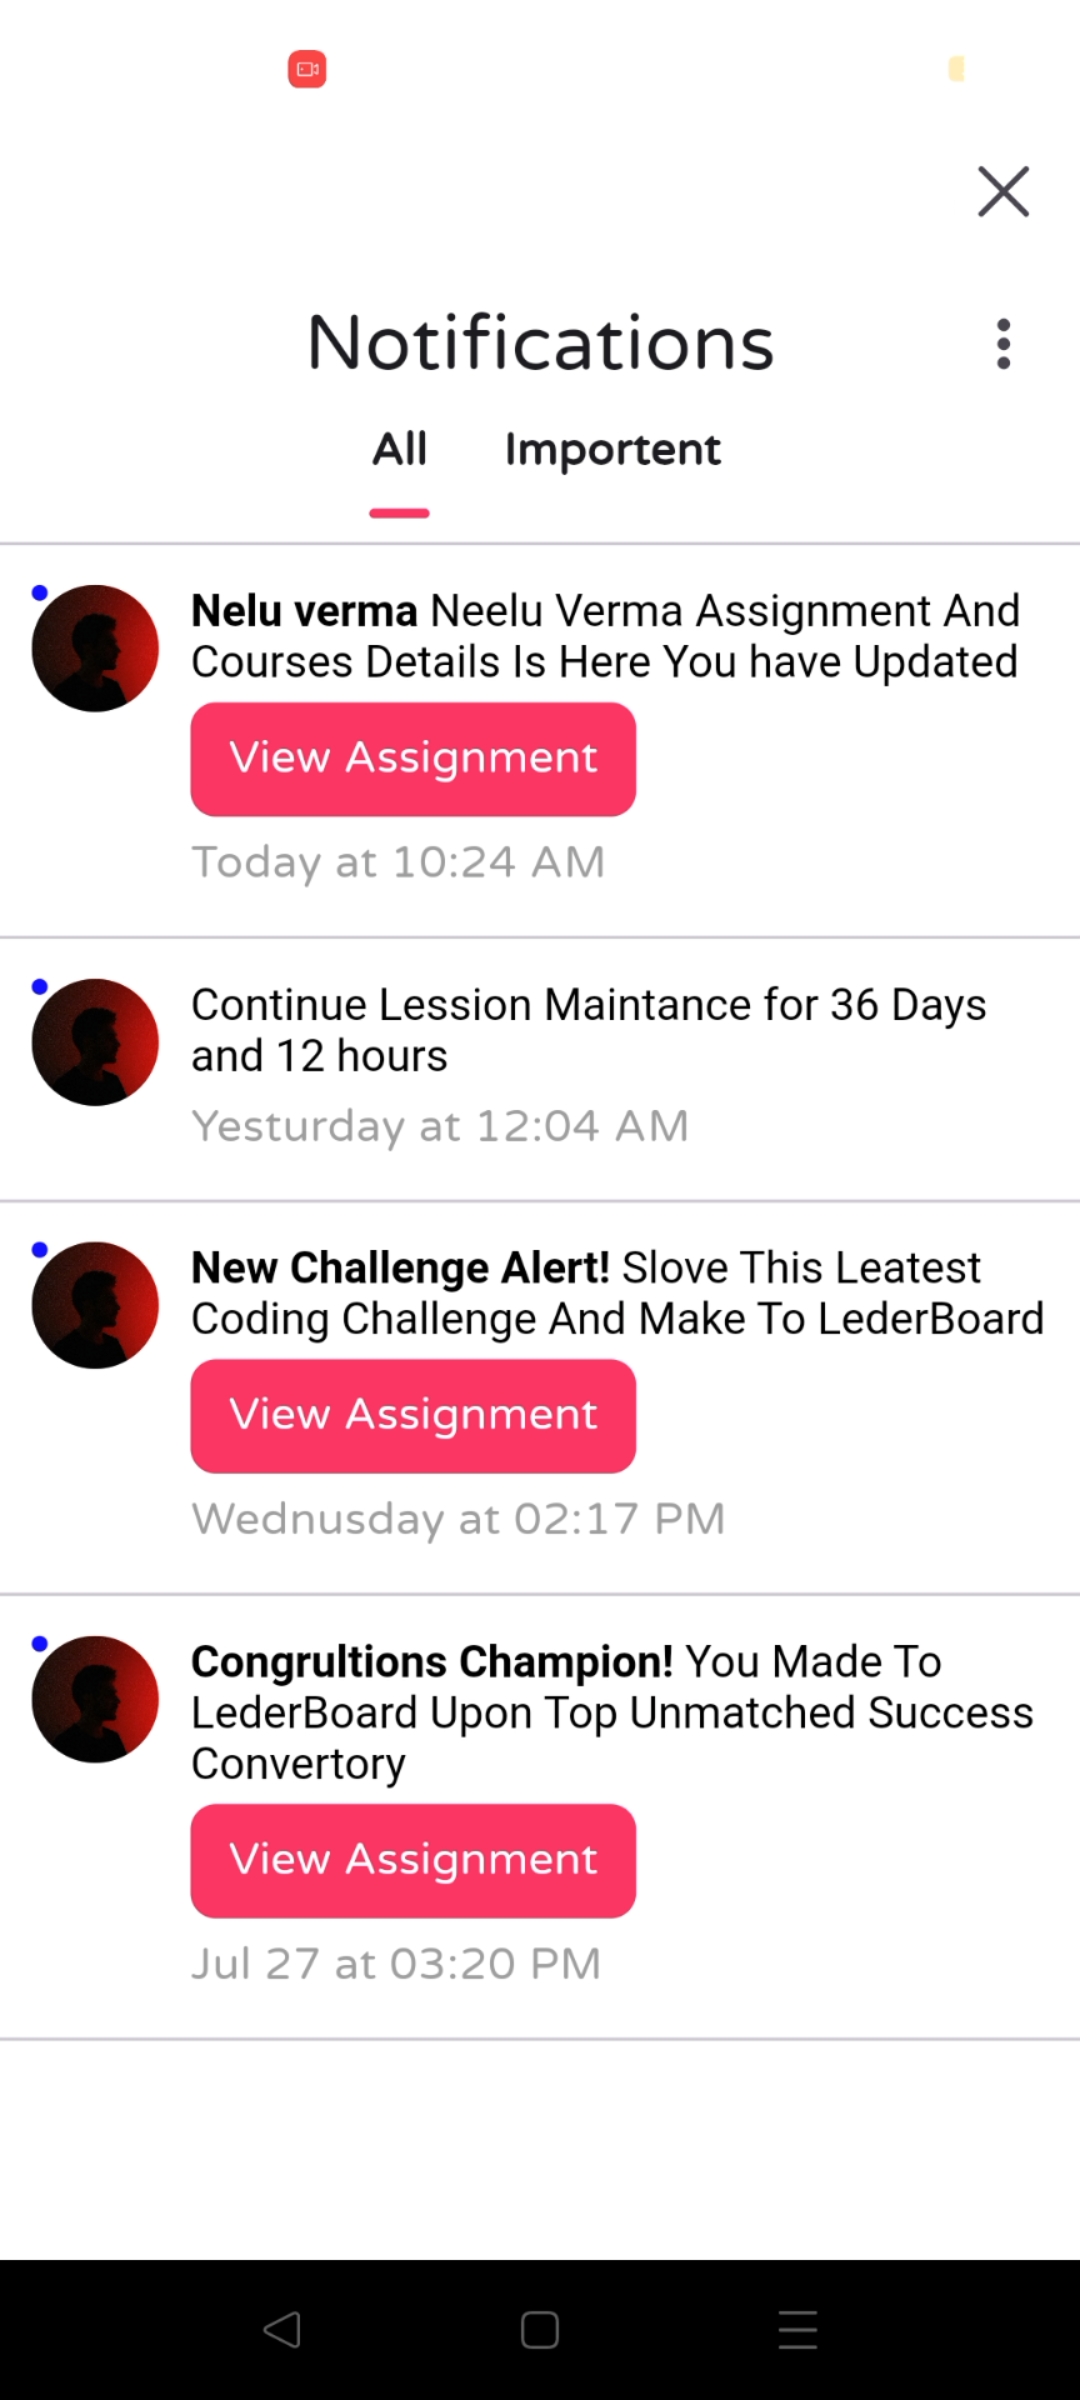 Notifications
All Importent
Nelu verma Neelu Verma Assignment And
Courses Details Is Here You have Updated
View Assignment
Today at 10:24 AM
Continue Lession Maintance for 36 Days
and 12 hours
Yesturday at 12:04 AM
New Challenge Alert! Slove This Leatest
Coding Challenge And Make To LederBoard
View Assignment
Wednusday at 02:17 PM
Congrultions Champion! You Made To
LederBoard Upon Top Unmatched Success
Convertory
View Assignment
Jul 27 at 03:20 PM